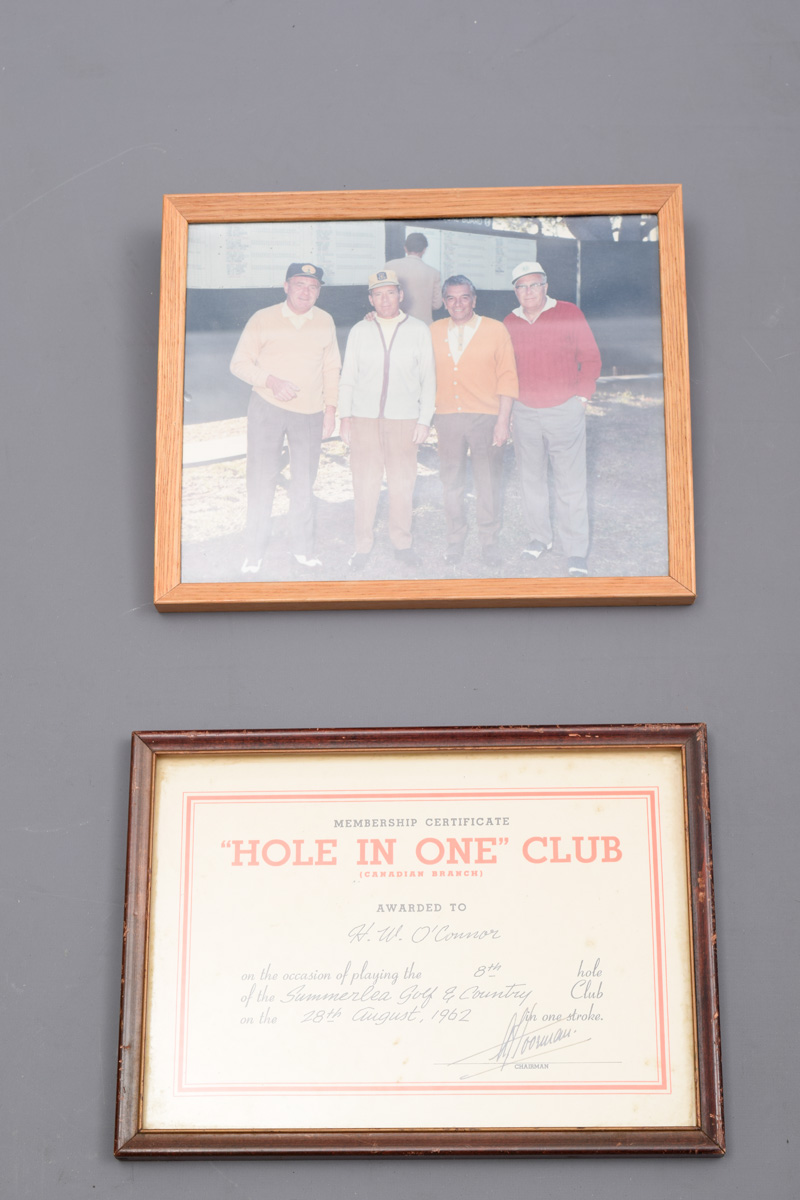 MEMBERSHIP CERTIFICATE
"HOLE IN ONE" CLUB
(CANADIAN BRANCH)
AWARDED TO
H. W. O'Connor
on the occasion of playing the 8th hole
of the Summerlea Golf & Country Club
on the 28th August, 1962 in one stroke.
CHAIRMAN